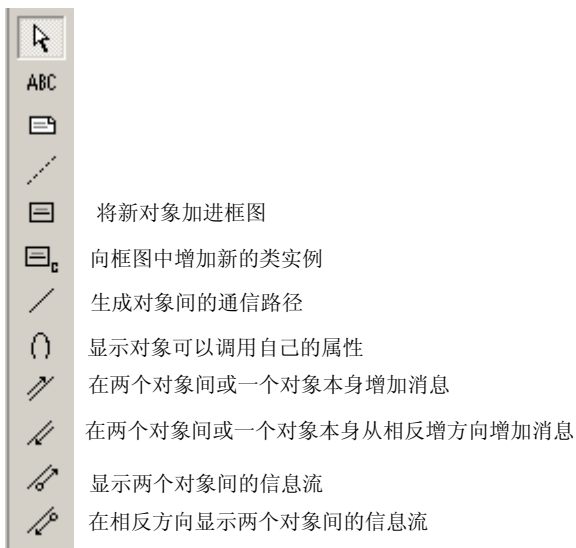 ABC
将新对象加进框图
向框图中增加新的类实例
生成对象间的通信路径
显示对象可以调用自己的属性
在两个对象间或一个对象本身增加消息
在两个对象间或一个对象本身从相反增方向增加消息
显示两个对象间的信息流
在相反方向显示两个对象间的信息流